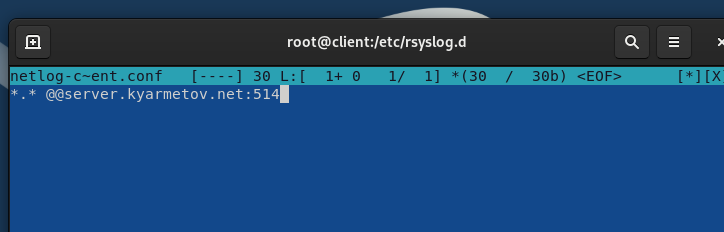 root@client:/etc/rsyslog.d
netlog-c~ent.conf   [----] 30 L:[  1+ 0   1/  1] *(30  /  30b) <EOF>      [*][X]
*.* @@server.kyarmetov.net:514